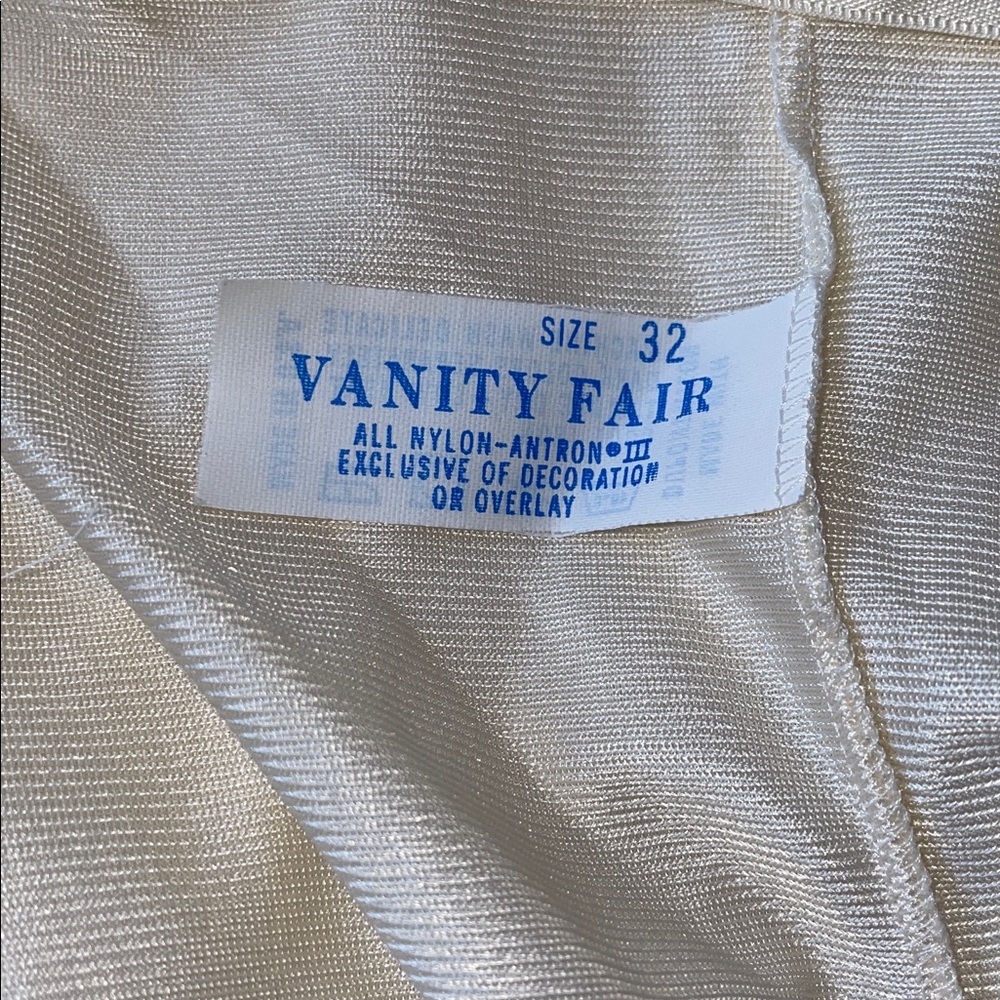 SIZE 32
VANITY FAIR
ALL NYLON-ANTRON® III
EXCLUSIVE OF DECORATION
OR OVERLAY